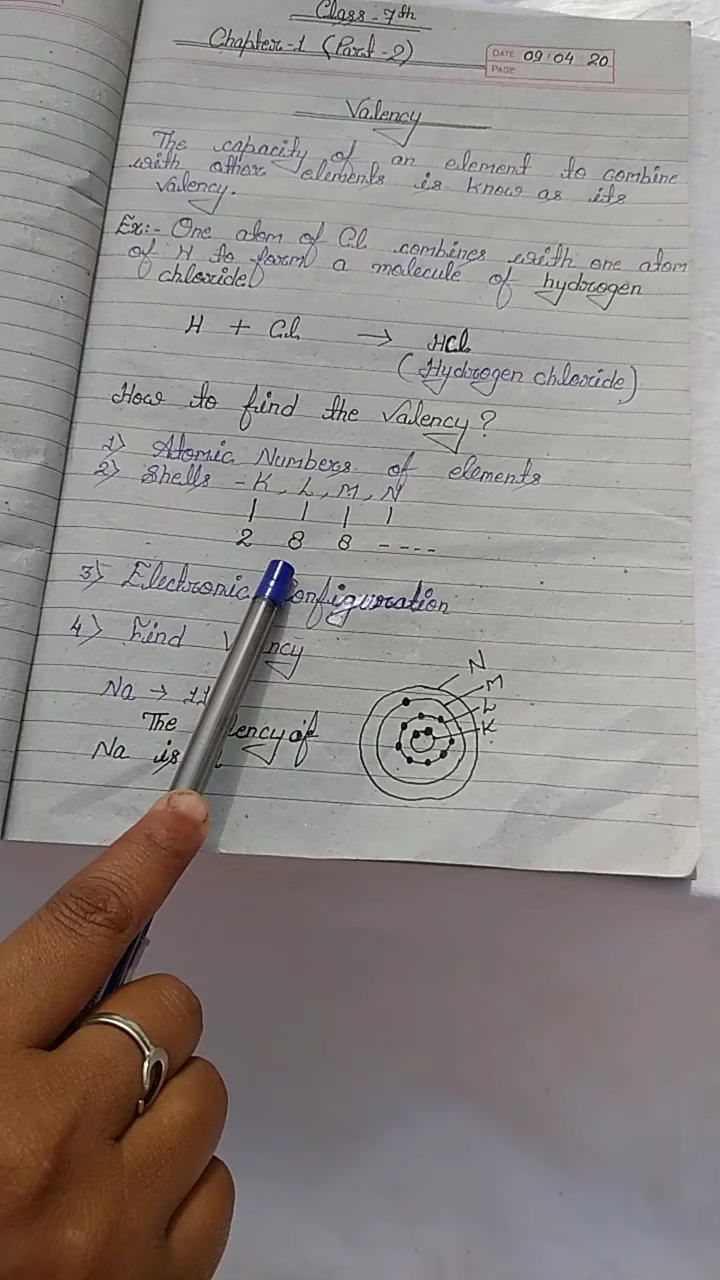 Class - 7th
Chapter-1 (Part-2)
DATE 09 04 20
PAGE
Valency
The capacity of an element to combine
with other elements is know as its
Valency.
Ex:- One atom of Cl combines with one atom
of H to form a molecule of hydrogen
chloride
H + Cl → HCl
(Hydrogen chloride)
How to find the Valency?
1) Atomic Numbers of elements
2) Shells - K, L, M, N
2 8 8 ----
3) Electronic Configuration
4) Find
Na → 11
The
Na is
N
M
L
K